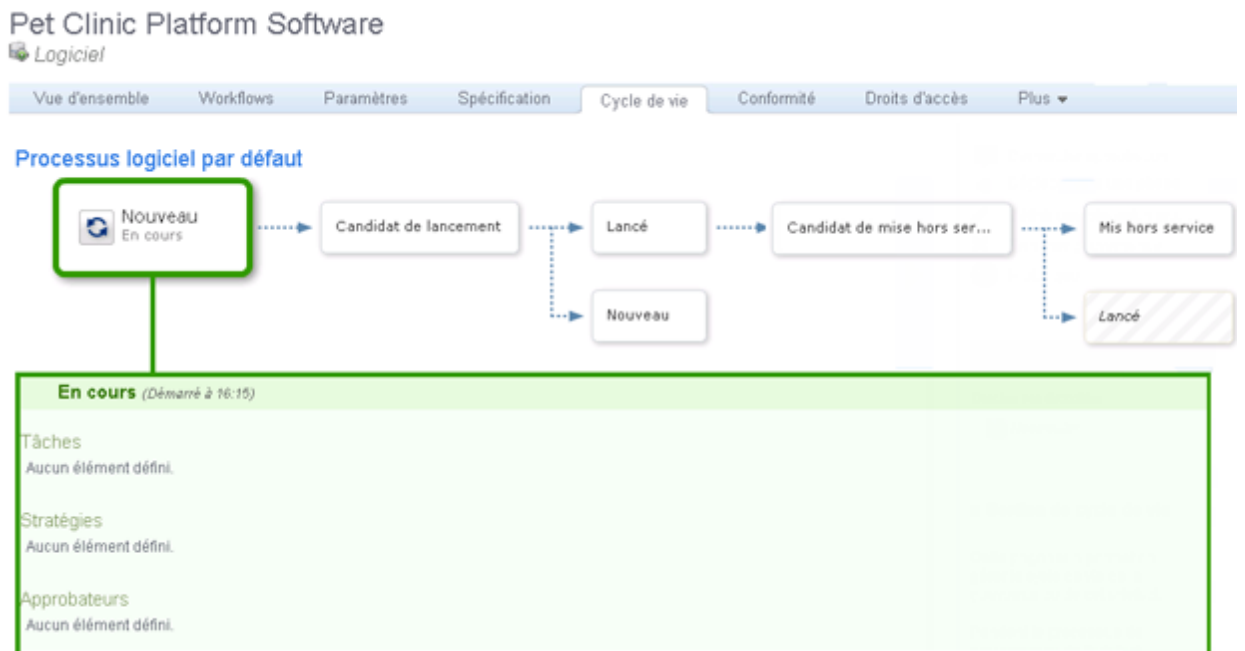 Pet Clinic Platform Software
Logiciel
Vue d'ensemble Workflows Paramètres Spécification Cycle de vie Conformité Droits d'accès Plus
Processus logiciel par défaut
Nouveau
En cours
Candidat de lancement
Lancé
Candidat de mise hors ser...
Mis hors service
Nouveau
Lancé
En cours (Démarré à 16:15)
Tâches
Aucun élément défini.
Stratégies
Aucun élément défini.
Approbateurs
Aucun élément défini.